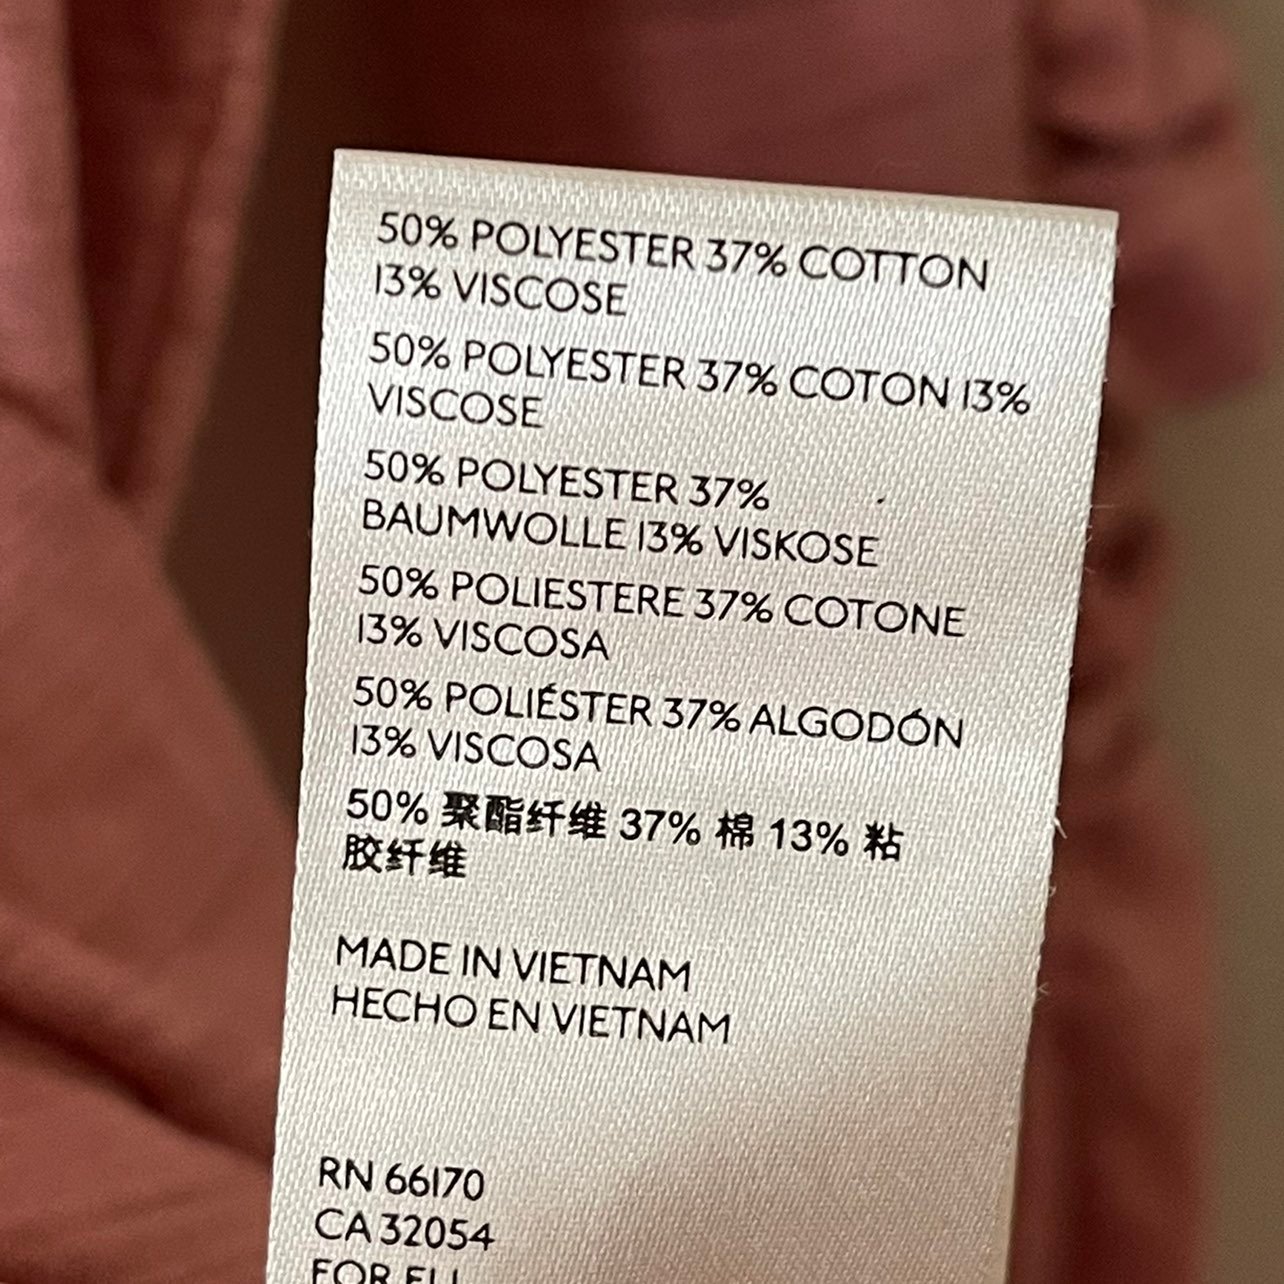 50% POLYESTER 37% COTTON
13% VISCOSE
50% POLYESTER 37% COTON 13%
VISCOSE
50% POLYESTER 37%
BAUMWOLLE 13% VISKOSE
50% POLIESTERE 37% COTONE
13% VISCOSA
50% POLIÉSTER 37% ALGODÓN
13% VISCOSA
50% 聚酯纤维 37% 棉 13% 粘
胶纤维
MADE IN VIETNAM
HECHO EN VIETNAM
RN 66170
CA 32054
FOR EU